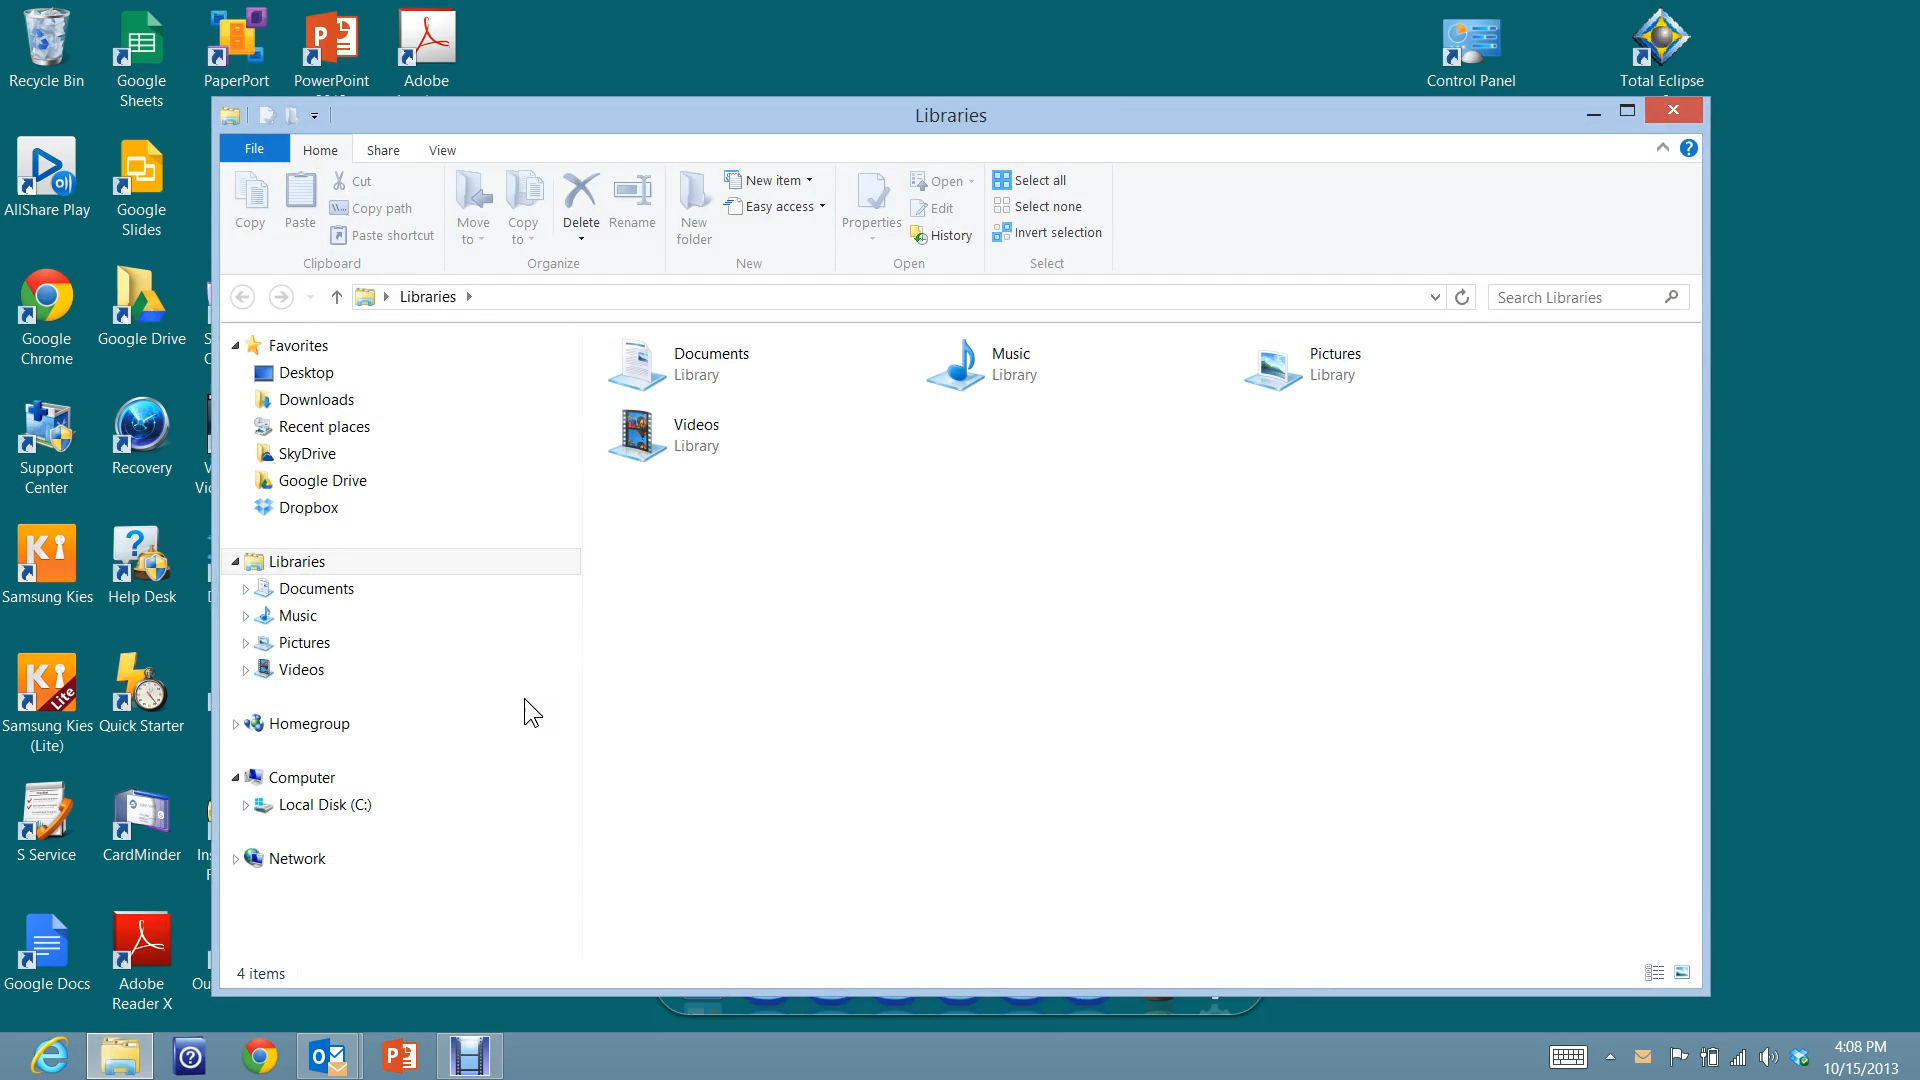 Recycle Bin
Google
Sheets
PaperPort
PowerPoint
Adobe
Control Panel
Total Eclipse
AllShare Play
Google
Slides
Google
Chrome
Google Drive
Support
Center
Recovery
Samsung Kies
Help Desk
Samsung Kies
(Lite)
Quick Starter
S Service
CardMinder
Google Docs
Adobe
Reader X
Libraries
File
Home
Share
View
Copy
Paste
Cut
Copy path
Paste shortcut
Clipboard
Move
to
Copy
to
Delete
Rename
Organize
New
folder
New item
Easy access
New
Properties
Open
Edit
History
Open
Select all
Select none
Invert selection
Select
Libraries
Search Libraries
Favorites
Desktop
Downloads
Recent places
SkyDrive
Google Drive
Dropbox
Libraries
Documents
Music
Pictures
Videos
Homegroup
Computer
Local Disk (C:)
Network
Documents
Library
Music
Library
Pictures
Library
Videos
Library
4 items
4:08 PM
10/15/2013